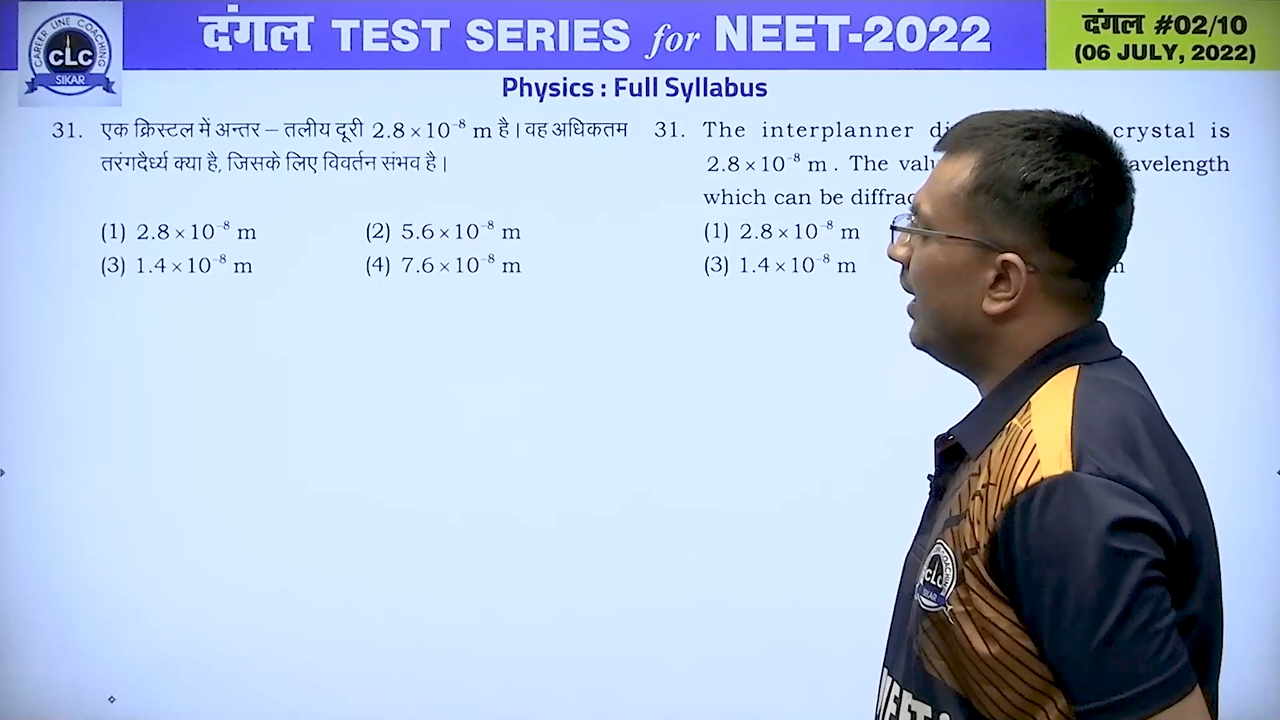 दंगल TEST SERIES for NEET-2022
दंगल #02/10
(06 JULY, 2022)
CAREER LINE COACHING
CLC
SIKAR
Physics : Full Syllabus
31. एक क्रिस्टल में अन्तर – तलीय दूरी 2.8×10⁻⁸ m है। वह अधिकतम
तरंगदैर्ध्य क्या है, जिसके लिए विवर्तन संभव है।
(1) 2.8×10⁻⁸ m (2) 5.6×10⁻⁸ m
(3) 1.4×10⁻⁸ m (4) 7.6×10⁻⁸ m
31. The interplanner crystal is
2.8×10⁻⁸ m . The
which can be
(1) 2.8×10⁻⁸ m
(3) 1.4×10⁻⁸ m
CLC
SIKAR